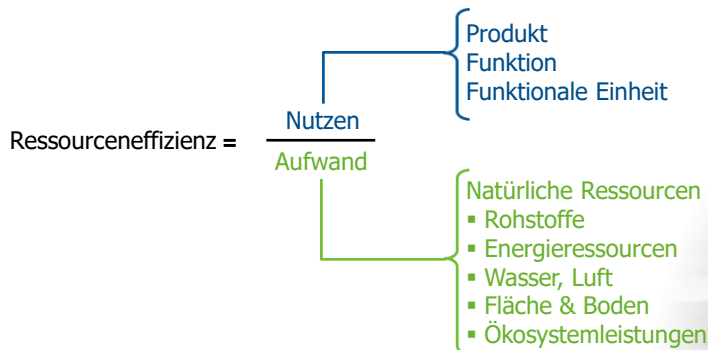 Produkt
Funktion
Funktionale Einheit
Ressourceneffizienz =
Nutzen
Aufwand
Natürliche Ressourcen
▪ Rohstoffe
▪ Energieressourcen
▪ Wasser, Luft
▪ Fläche & Boden
▪ Ökosystemleistungen